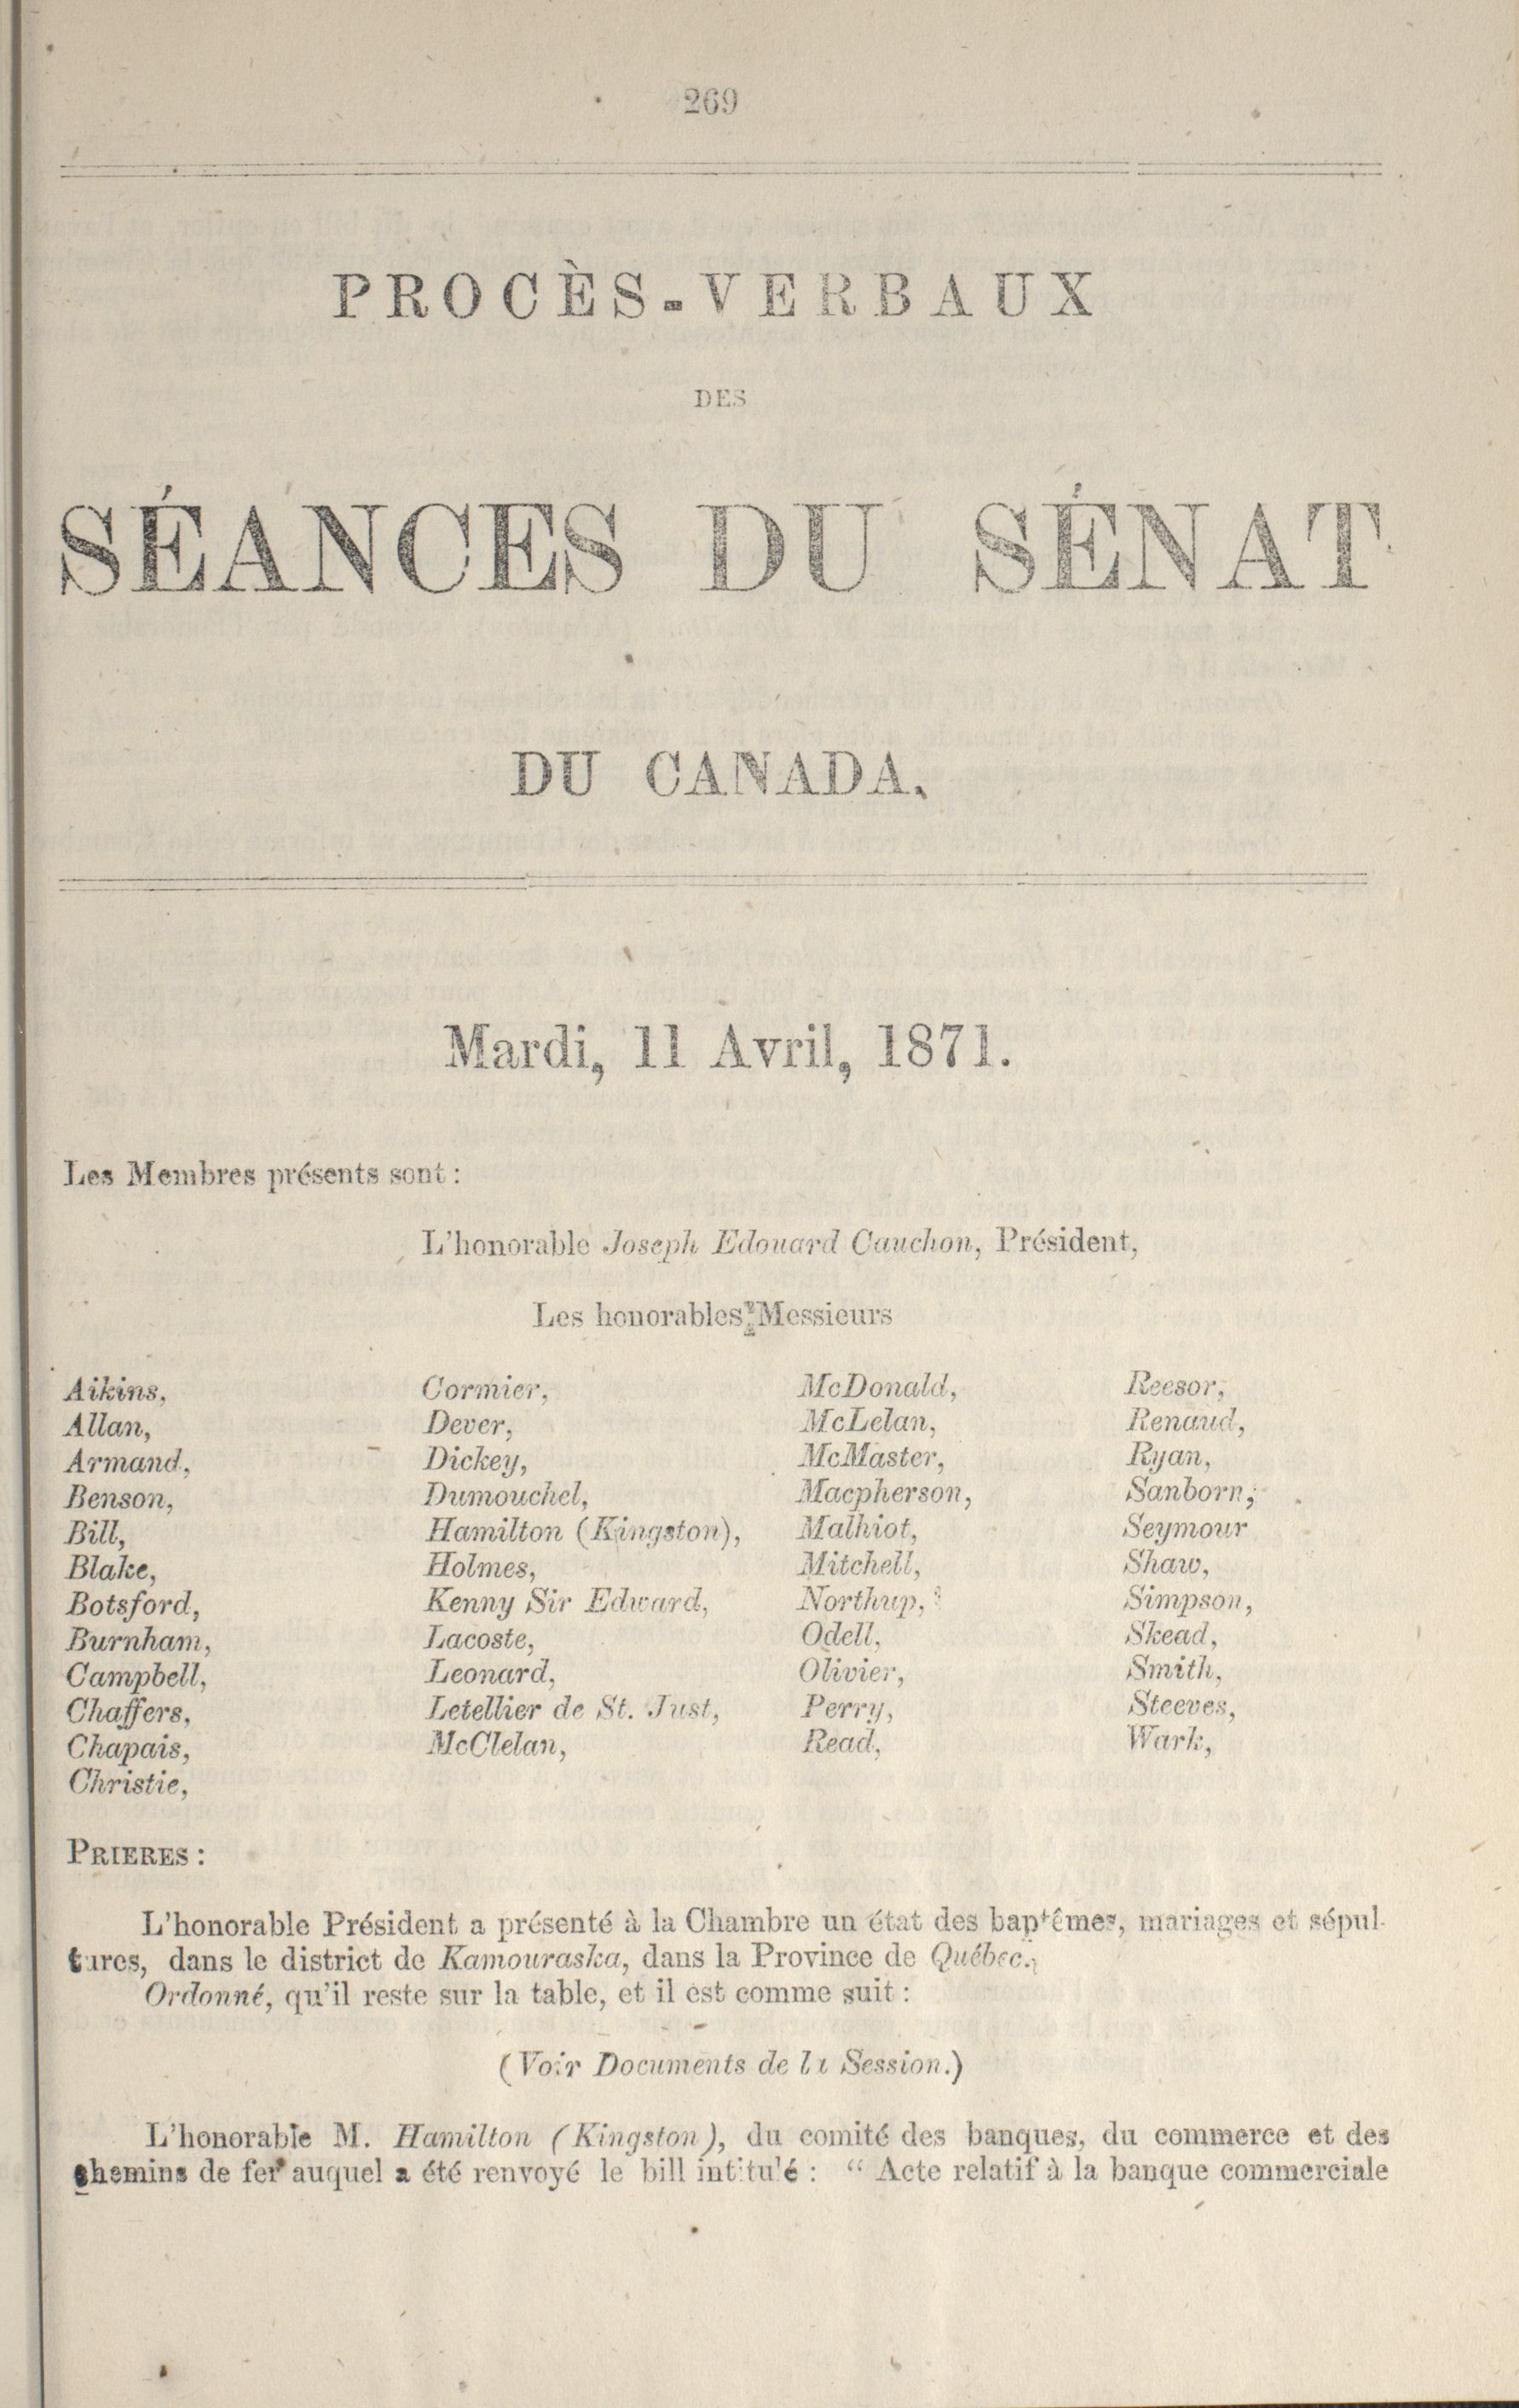 269
PROCÈS-VERBAUX
DES
SÉANCES DU SÉNAT
DU CANADA.
Mardi, 11 Avril, 1871.
Les Membres présents sont :
L'honorable Joseph Edouard Cauchon, Président,
Les honorables Messieurs
Aikins,
Allan,
Armand,
Benson,
Bill,
Blake,
Botsford,
Burnham,
Campbell,
Chaffers,
Chapais,
Christie,
Cormier,
Dever,
Dickey,
Dumouchel,
Hamilton (Kingston),
Holmes,
Kenny Sir Edward,
Lacoste,
Leonard,
Letellier de St. Just,
McClelan,
McDonald,
McLelan,
McMaster,
Macpherson,
Malhiot,
Mitchell,
Northup,
Odell,
Olivier,
Perry,
Read,
Reesor,
Renaud,
Ryan,
Sanborn,
Seymour
Shaw,
Simpson,
Skead,
Smith,
Steeves,
Wark,
PRIERES :
L'honorable Président a présenté à la Chambre un état des baptêmes, mariages et sépul-
tures, dans le district de Kamouraska, dans la Province de Québec.
Ordonné, qu'il reste sur la table, et il est comme suit :
(Voir Documents de la Session.)
L'honorable M. Hamilton (Kingston), du comité des banques, du commerce et des
chemins de fer auquel a été renvoyé le bill intitulé : “ Acte relatif à la banque commerciale